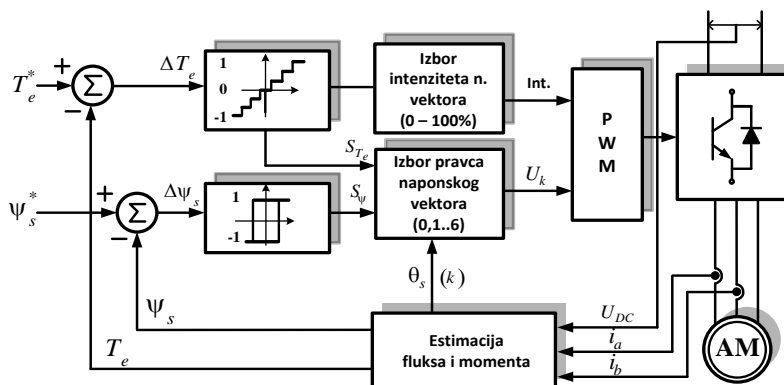 T_e^*
+
−
Σ
ΔT_e
1
0
-1
Izbor
intenziteta n.
vektora
(0 – 100%)
Int.
P
W
M
S_{T_e}
Izbor pravca
naponskog
vektora
(0,1..6)
U_k
ψ_s^*
+
−
Σ
Δψ_s
1
-1
S_ψ
θ_s (k)
ψ_s
T_e
Estimacija
fluksa i momenta
U_{DC}
i_a
i_b
AM